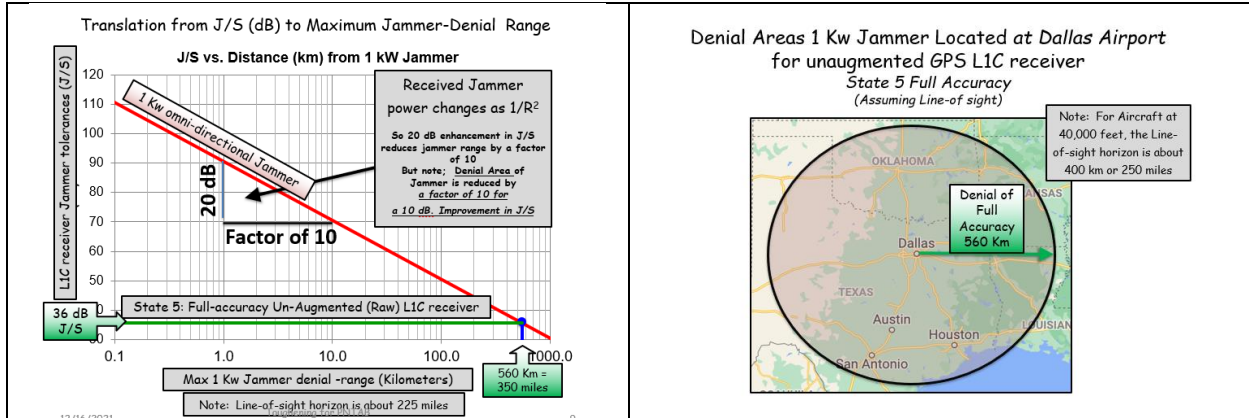 Translation from J/S (dB) to Maximum Jammer-Denial Range
J/S vs. Distance (km) from 1 kW Jammer
L1C receiver Jammer tolerances (J/S)
120
110
100
90
80
70
60
50
1 Kw omni-directional Jammer
20 dB
Factor of 10
Received Jammer
power changes as 1/R²
So 20 dB enhancement in J/S
reduces jammer range by a factor
of 10
But note; Denial Area of
Jammer is reduced by
a factor of 10 for
a 10 dB. Improvement in J/S
State 5: Full-accuracy Un-Augmented (Raw) L1C receiver
36 dB
J/S
0.1
1.0
10.0
100.0
1000.0
Max 1 Kw Jammer denial -range (Kilometers)
560 Km =
350 miles
Note: Line-of-sight horizon is about 225 miles
12/16/2021
9
Denial Areas 1 Kw Jammer Located at Dallas Airport
for unaugmented GPS L1C receiver
State 5 Full Accuracy
(Assuming Line-of sight)
Note: For Aircraft at
40,000 feet, the Line-
of-sight horizon is about
400 km or 250 miles
OKLAHOMA
ANSAS
Denial of
Full
Accuracy
560 Km
Dallas
TEXAS
Austin
Houston
LOUISIAN
San Antonio